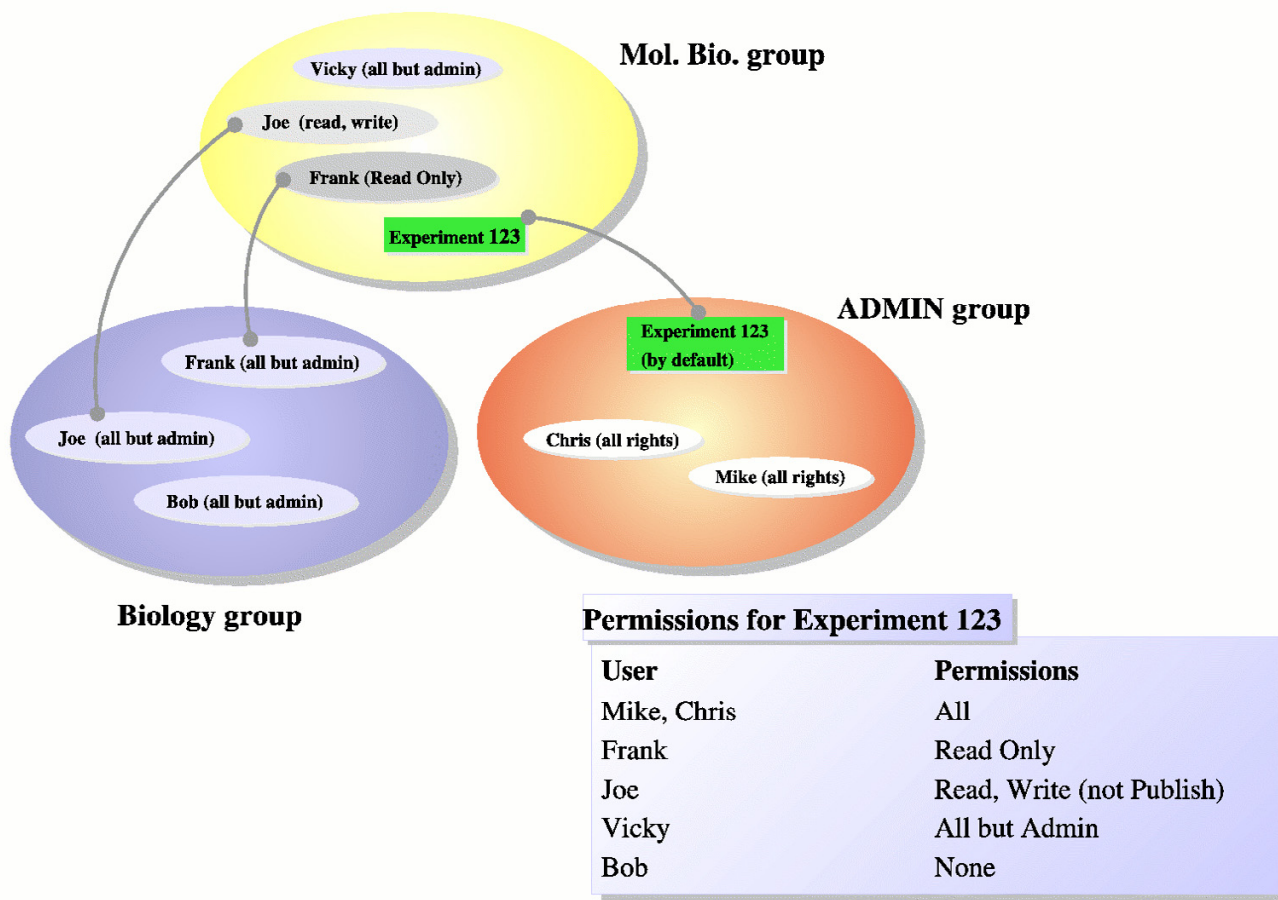 Mol. Bio. group
Vicky (all but admin)
Joe (read, write)
Frank (Read Only)
Experiment 123
ADMIN group
Experiment 123
(by default)
Chris (all rights)
Mike (all rights)
Frank (all but admin)
Joe (all but admin)
Bob (all but admin)
Biology group
Permissions for Experiment 123
User Permissions
Mike, Chris All
Frank Read Only
Joe Read, Write (not Publish)
Vicky All but Admin
Bob None